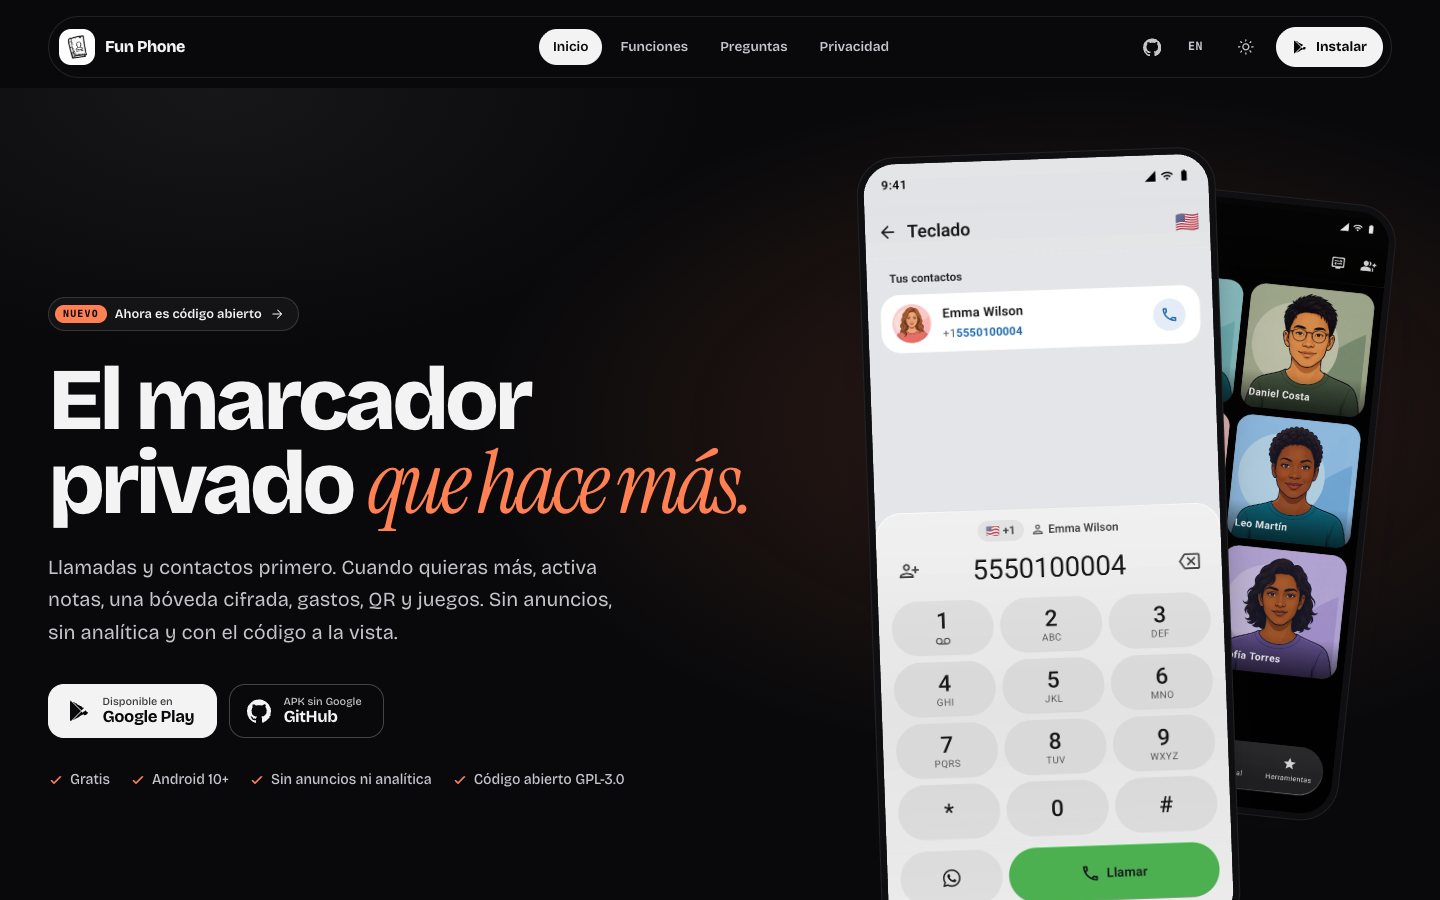 Fun Phone
Inicio
Funciones
Preguntas
Privacidad
EN
Instalar
NUEVO Ahora es código abierto
El marcador
privado que hace más.
Llamadas y contactos primero. Cuando quieras más, activa
notas, una bóveda cifrada, gastos, QR y juegos. Sin anuncios,
sin analítica y con el código a la vista.
Disponible en
Google Play
APK sin Google
GitHub
Gratis
Android 10+
Sin anuncios ni analítica
Código abierto GPL-3.0
9:41
Teclado
Tus contactos
Emma Wilson
+15550100004
+1 Emma Wilson
5550100004
1
2
ABC
3
DEF
4
GHI
5
JKL
6
MNO
7
PQRS
8
TUV
9
WXYZ
*
0
#
Llamar
Daniel Costa
Leo Martín
fía Torres
al
Herramientas